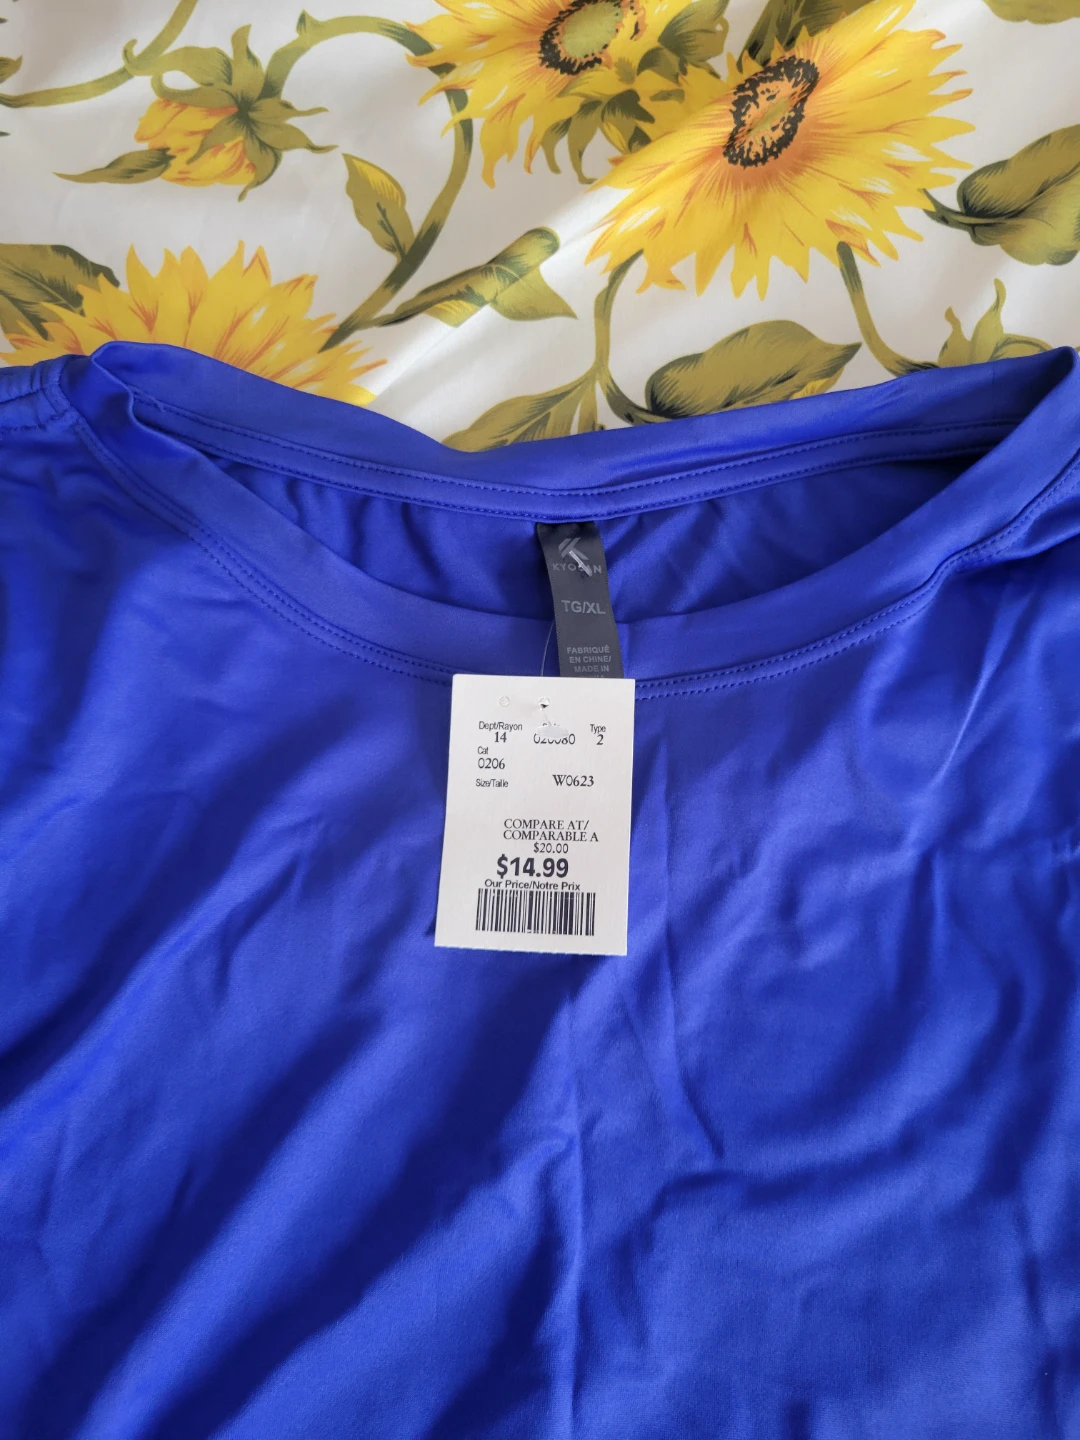 TG/XL
FABRIQUÉ
EN CHINE/
MADE IN
Dept/Rayon
Type
14
2
Cat
0206
Size/Taille
W0623
COMPARE AT/
COMPARABLE A
$20.00
$14.99
Our Price/Notre Prix